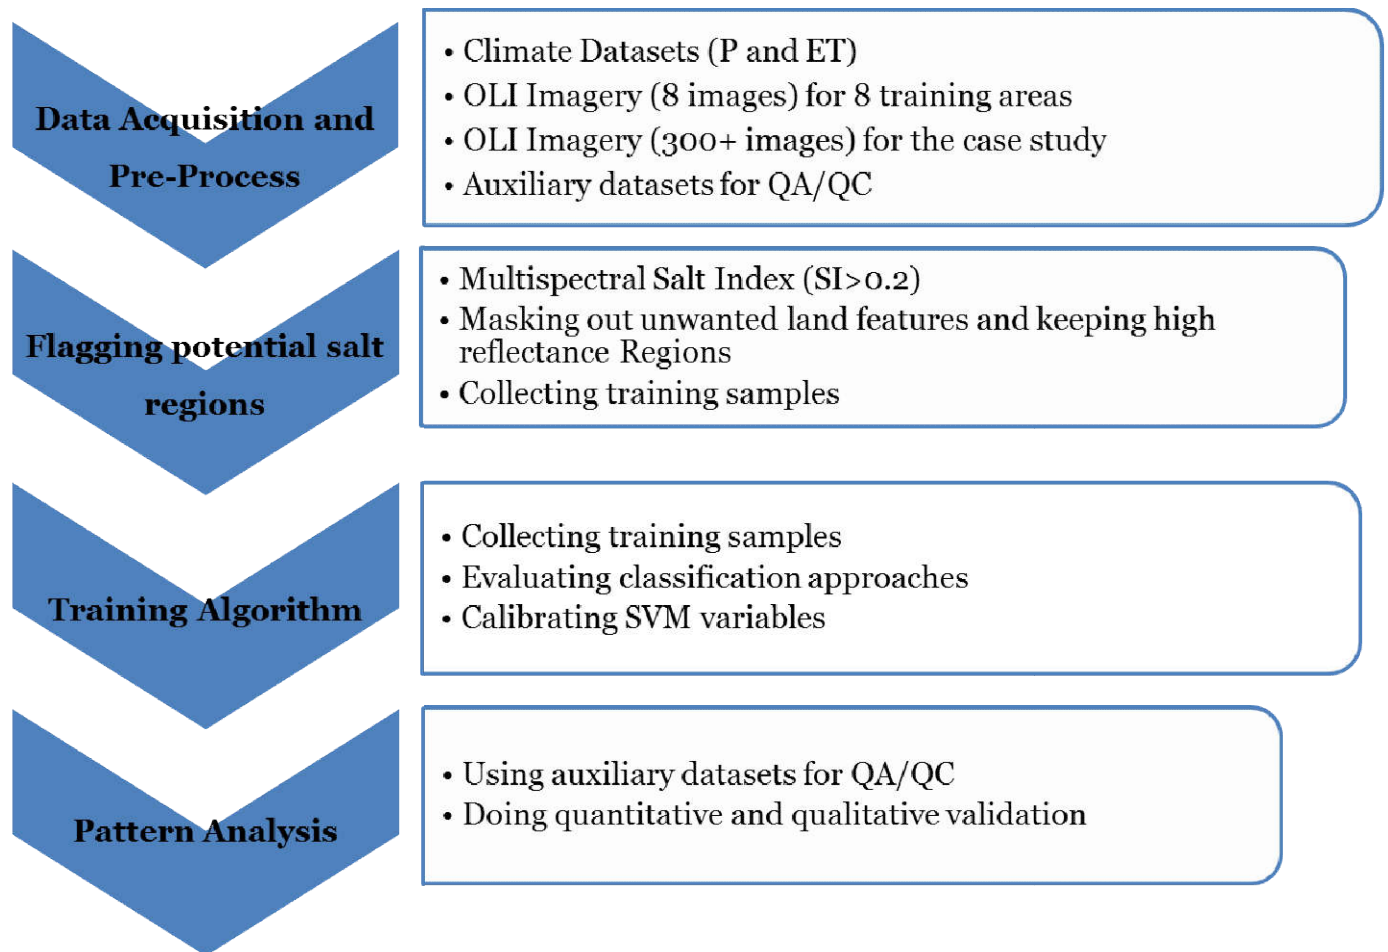 Data Acquisition and
Pre-Process
• Climate Datasets (P and ET)
• OLI Imagery (8 images) for 8 training areas
• OLI Imagery (300+ images) for the case study
• Auxiliary datasets for QA/QC
Flagging potential salt
regions
• Multispectral Salt Index (SI>0.2)
• Masking out unwanted land features and keeping high
reflectance Regions
• Collecting training samples
Training Algorithm
• Collecting training samples
• Evaluating classification approaches
• Calibrating SVM variables
Pattern Analysis
• Using auxiliary datasets for QA/QC
• Doing quantitative and qualitative validation